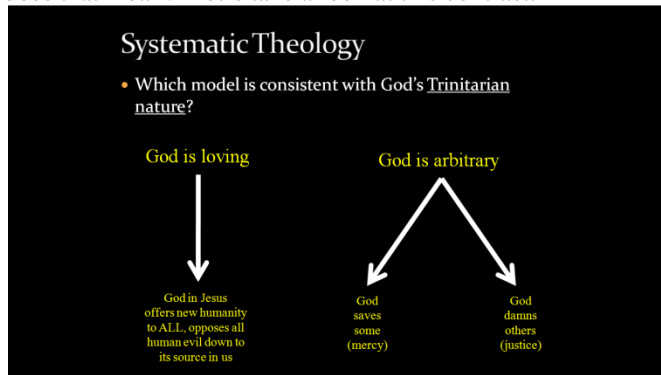 Systematic Theology
• Which model is consistent with God's Trinitarian
nature?
God is loving
God is arbitrary
God in Jesus
offers new humanity
to ALL, opposes all
human evil down to
its source in us
God
saves
some
(mercy)
God
damns
others
(justice)